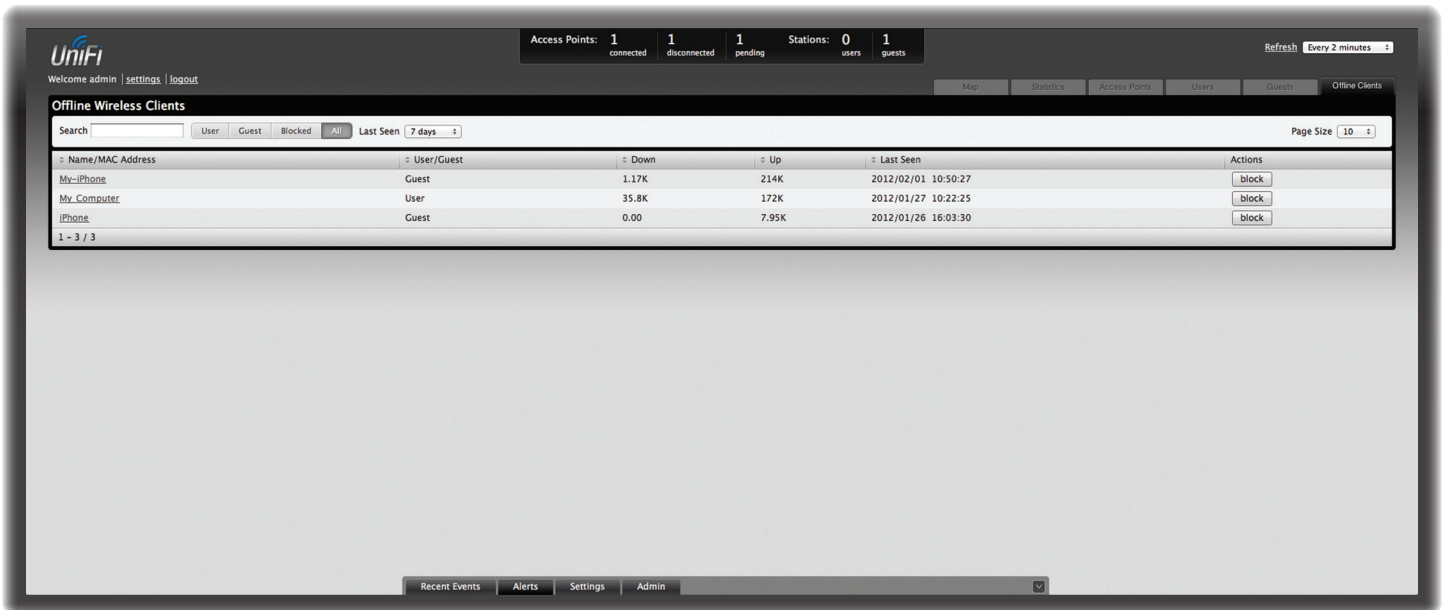 UniFi
Access Points: 1 connected 1 disconnected 1 pending Stations: 0 users 1 guests
Refresh Every 2 minutes
Welcome admin settings logout
Map Statistics Access Points Users Guests Offline Clients
Offline Wireless Clients
Search User Guest Blocked All Last Seen 7 days Page Size 10
Name/MAC Address User/Guest Down Up Last Seen Actions
My-iPhone Guest 1.17K 214K 2012/02/01 10:50:27 block
My Computer User 35.8K 172K 2012/01/27 10:22:25 block
iPhone Guest 0.00 7.95K 2012/01/26 16:03:30 block
1 - 3 / 3
Recent Events Alerts Settings Admin